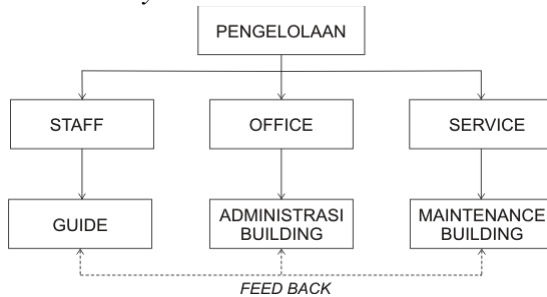 y
PENGELOLAAN
STAFF
OFFICE
SERVICE
GUIDE
ADMINISTRASI
BUILDING
MAINTENANCE
BUILDING
FEED BACK